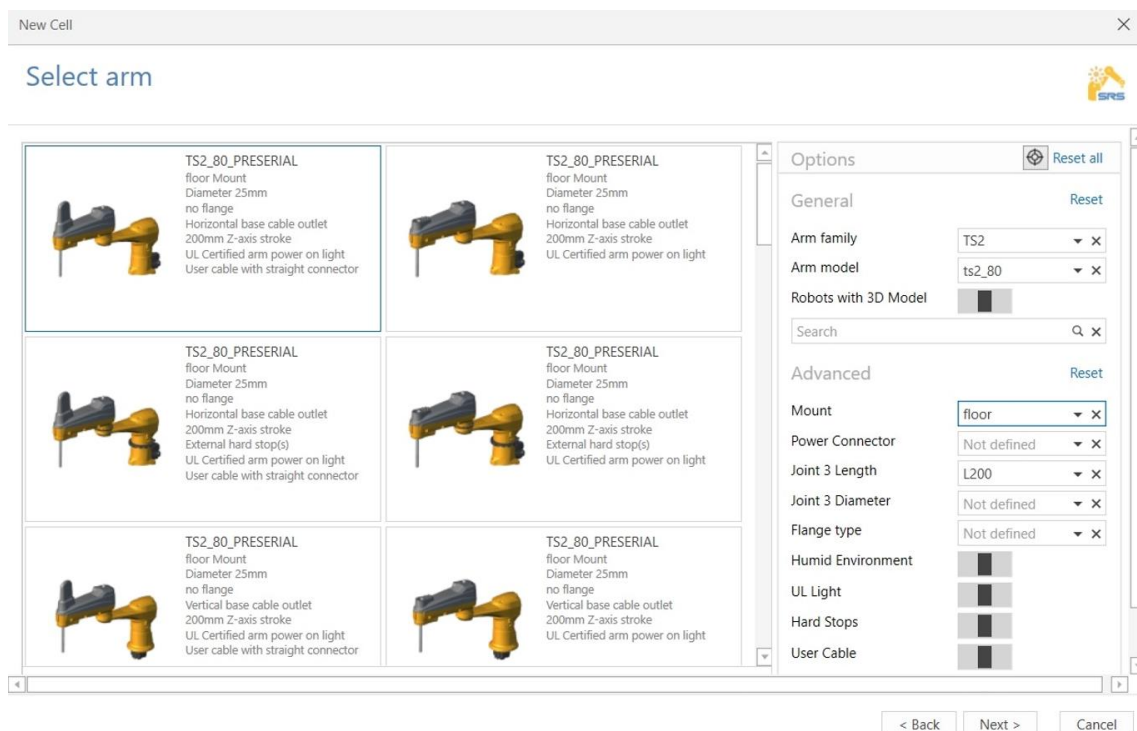 New Cell
Select arm
SRS
TS2_80_PRESERIAL
floor Mount
Diameter 25mm
no flange
Horizontal base cable outlet
200mm Z-axis stroke
UL Certified arm power on light
User cable with straight connector
TS2_80_PRESERIAL
floor Mount
Diameter 25mm
no flange
Horizontal base cable outlet
200mm Z-axis stroke
UL Certified arm power on light
TS2_80_PRESERIAL
floor Mount
Diameter 25mm
no flange
Horizontal base cable outlet
200mm Z-axis stroke
External hard stop(s)
UL Certified arm power on light
User cable with straight connector
TS2_80_PRESERIAL
floor Mount
Diameter 25mm
no flange
Horizontal base cable outlet
200mm Z-axis stroke
External hard stop(s)
UL Certified arm power on light
TS2_80_PRESERIAL
floor Mount
Diameter 25mm
no flange
Vertical base cable outlet
200mm Z-axis stroke
UL Certified arm power on light
User cable with straight connector
TS2_80_PRESERIAL
floor Mount
Diameter 25mm
no flange
Vertical base cable outlet
200mm Z-axis stroke
UL Certified arm power on light
Options Reset all
General Reset
Arm family TS2
Arm model ts2_80
Robots with 3D Model
Search
Advanced Reset
Mount floor
Power Connector Not defined
Joint 3 Length L200
Joint 3 Diameter Not defined
Flange type Not defined
Humid Environment
UL Light
Hard Stops
User Cable
< Back Next > Cancel